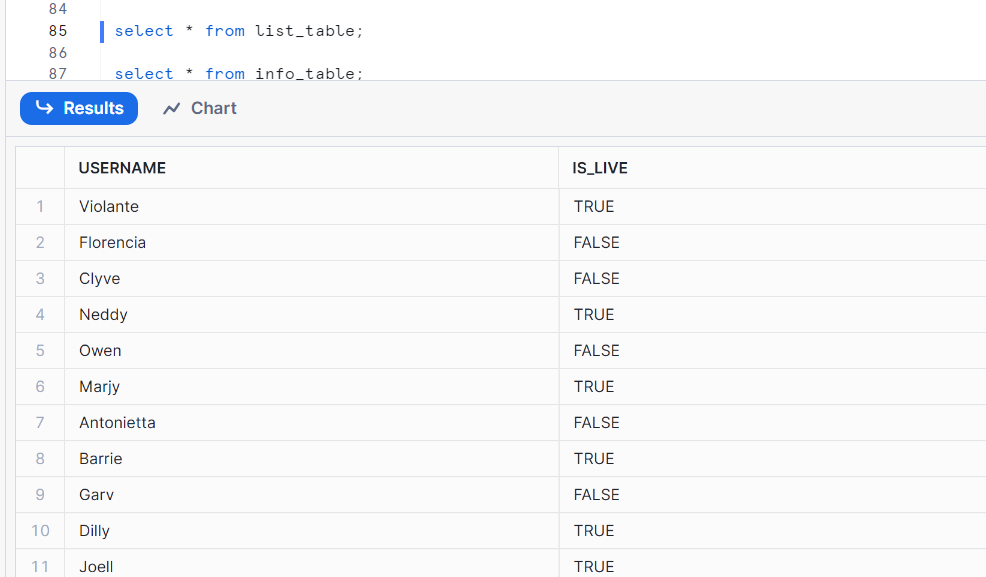 84
85 select * from list_table;
86
87 select * from info_table;
Results Chart
USERNAME IS_LIVE
1 Violante TRUE
2 Florencia FALSE
3 Clyve FALSE
4 Neddy TRUE
5 Owen FALSE
6 Marjy TRUE
7 Antonietta FALSE
8 Barrie TRUE
9 Garv FALSE
10 Dilly TRUE
11 Joell TRUE